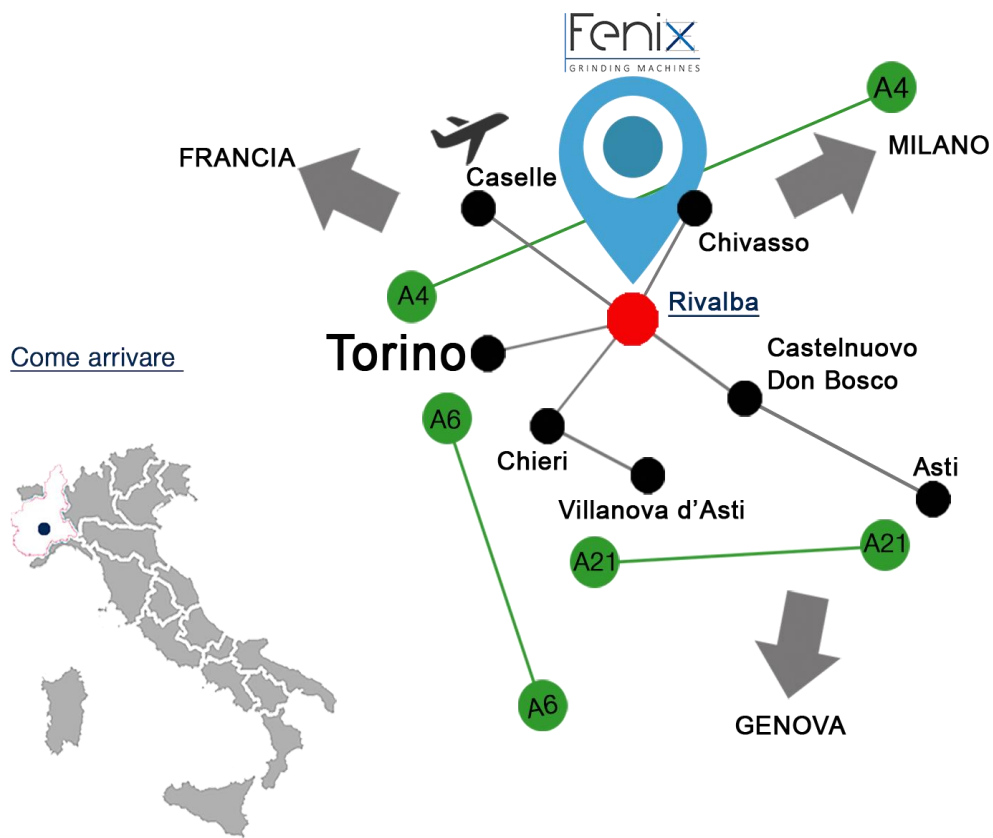 Fenix
GRINDING MACHINES
A4
MILANO
FRANCIA
Caselle
Chivasso
A4
Rivalba
Torino
Come arrivare
Castelnuovo
Don Bosco
A6
Chieri
Asti
Villanova d'Asti
A21
A21
A6
GENOVA